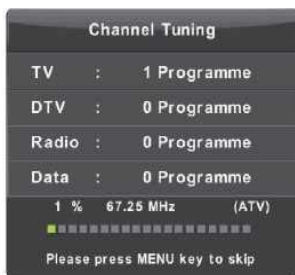 Channel Tuning
TV : 1 Programme
DTV : 0 Programme
Radio : 0 Programme
Data : 0 Programme
1 % 67.25 MHz (ATV)
Please press MENU key to skip